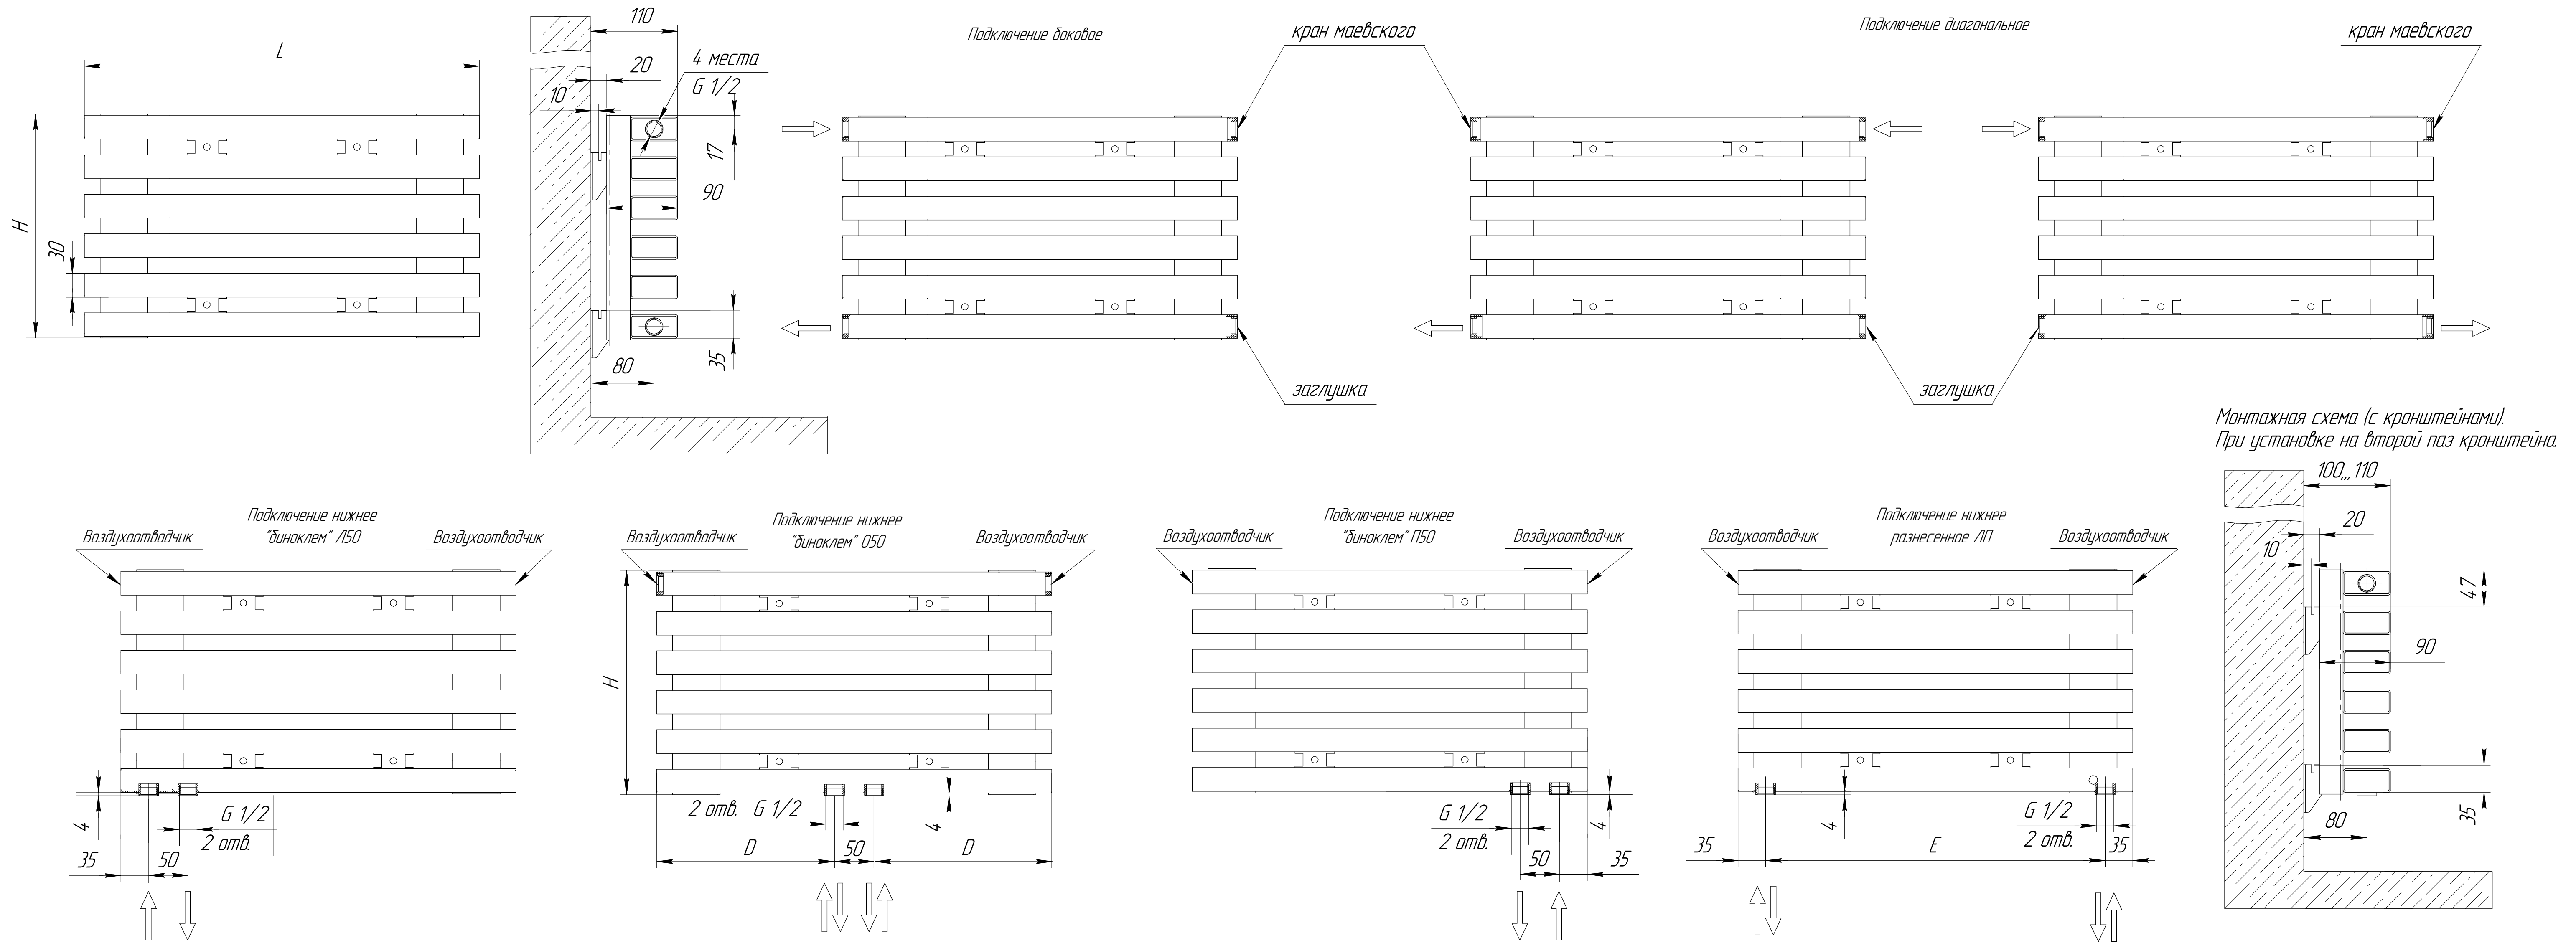 L
H
30
110
20
10
4 места
G 1/2
17
90
35
80
Подключение боковое
кран маевского
заглушка
Подключение диагональное
кран маевского
заглушка
Монтажная схема (с кронштейнами).
При установке на второй паз кронштейна.
100,,,110
20
10
47
90
35
80
Подключение нижнее
"биноклем" Л50
Воздухоотводчик
Воздухоотводчик
4
G 1/2
2 отв.
35
50
Подключение нижнее
"биноклем" О50
Воздухоотводчик
Воздухоотводчик
H
2 отв.
G 1/2
4
D
50
D
Подключение нижнее
"биноклем" П50
Воздухоотводчик
Воздухоотводчик
G 1/2
2 отв.
4
50
35
Подключение нижнее
разнесенное ЛП
Воздухоотводчик
Воздухоотводчик
4
G 1/2
2 отв.
35
E
35